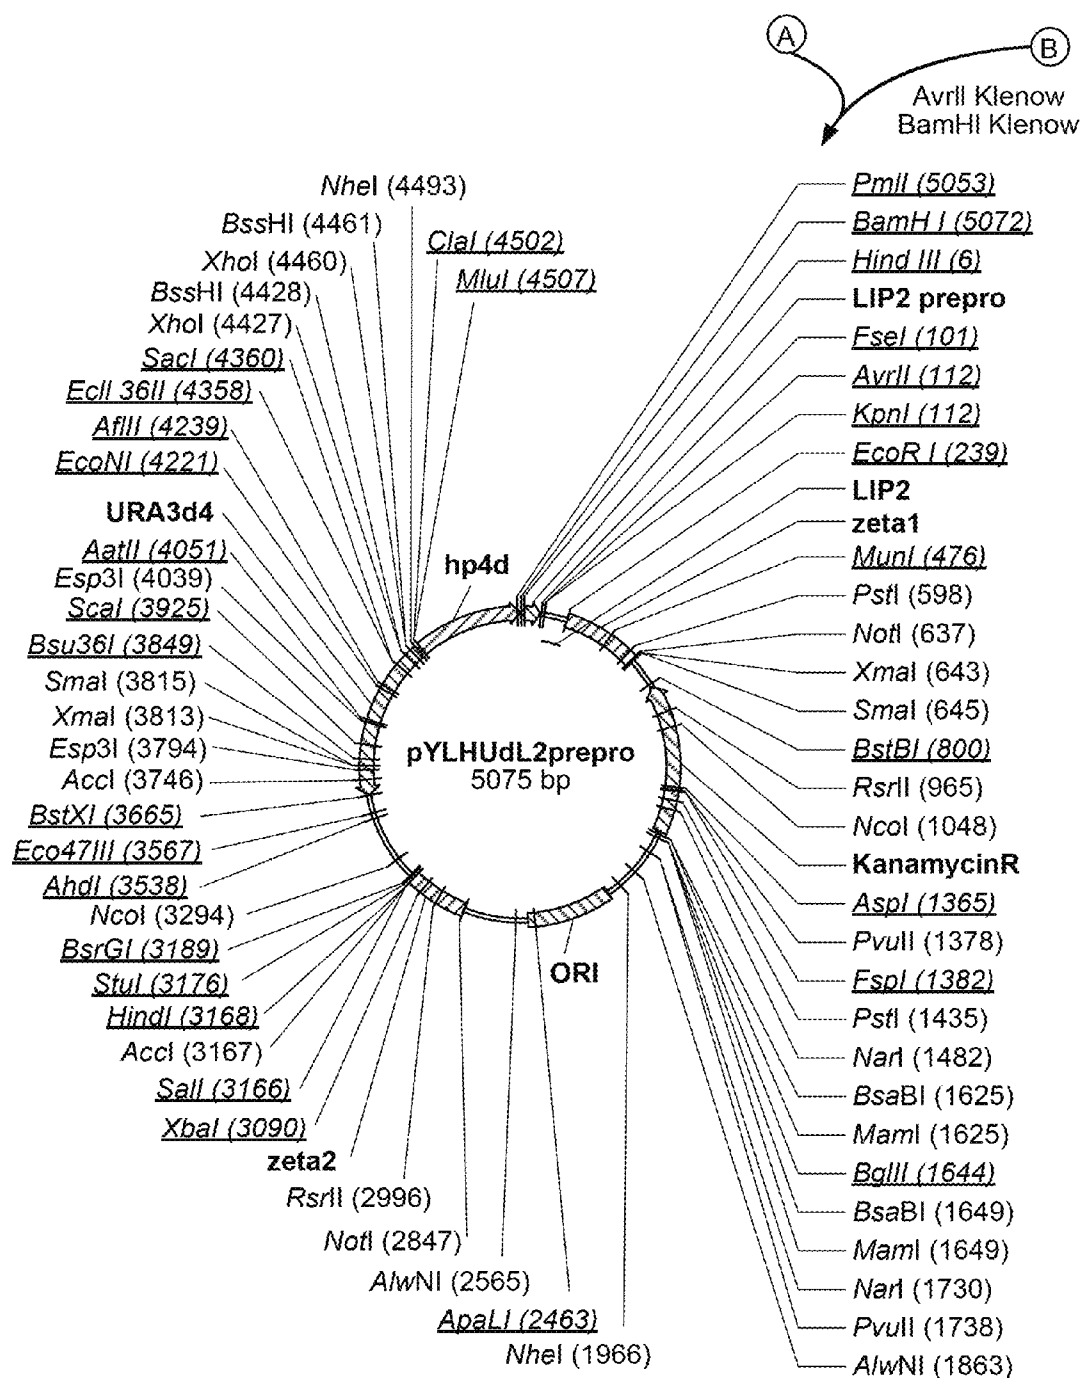 A
B
AvrII Klenow
BamHI Klenow
NheI (4493)
BssHI (4461)
XhoI (4460)
BssHI (4428)
XhoI (4427)
SacI (4360)
EclI 36II (4358)
AflII (4239)
EcoNI (4221)
URA3d4
AatII (4051)
Esp3I (4039)
ScaI (3925)
Bsu36I (3849)
SmaI (3815)
XmaI (3813)
Esp3I (3794)
AccI (3746)
BstXI (3665)
Eco47III (3567)
AhdI (3538)
NcoI (3294)
BsrGI (3189)
StuI (3176)
HindI (3168)
AccI (3167)
SalI (3166)
XbaI (3090)
zeta2
RsrII (2996)
NotI (2847)
AlwNI (2565)
ApaLI (2463)
NheI (1966)
ClaI (4502)
MluI (4507)
hp4d
pYLHUdL2prepro
5075 bp
ORI
PmlI (5053)
BamH I (5072)
Hind III (6)
LIP2 prepro
FseI (101)
AvrII (112)
KpnI (112)
EcoR I (239)
LIP2
zeta1
MunI (476)
PstI (598)
NotI (637)
XmaI (643)
SmaI (645)
BstBI (800)
RsrII (965)
NcoI (1048)
KanamycinR
AspI (1365)
PvuII (1378)
FspI (1382)
PstI (1435)
NarI (1482)
BsaBI (1625)
MamI (1625)
BglII (1644)
BsaBI (1649)
MamI (1649)
NarI (1730)
PvuII (1738)
AlwNI (1863)